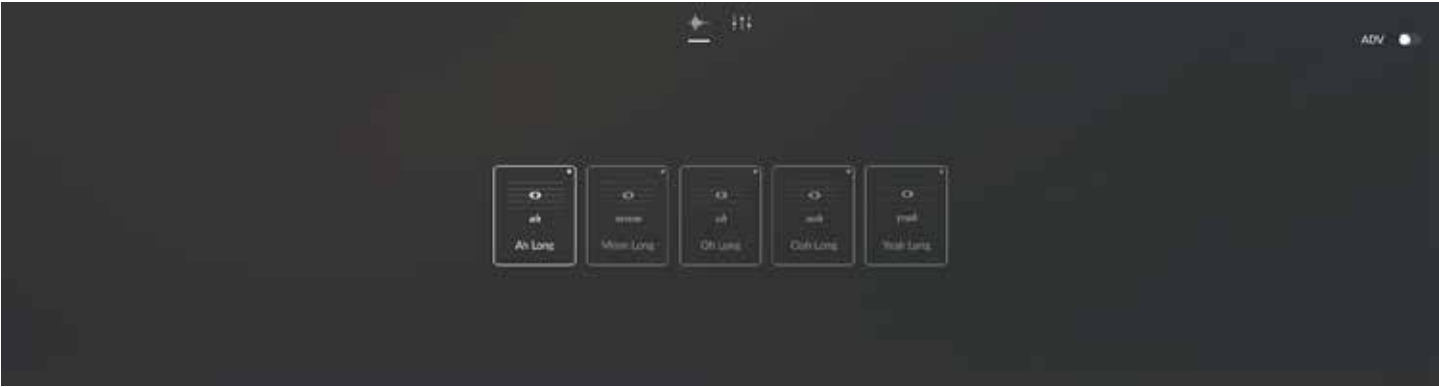 ADV
ah
mmm
oh
ooh
yeah
Ah Long
Mmm Long
Oh Long
Ooh Long
Yeah Long